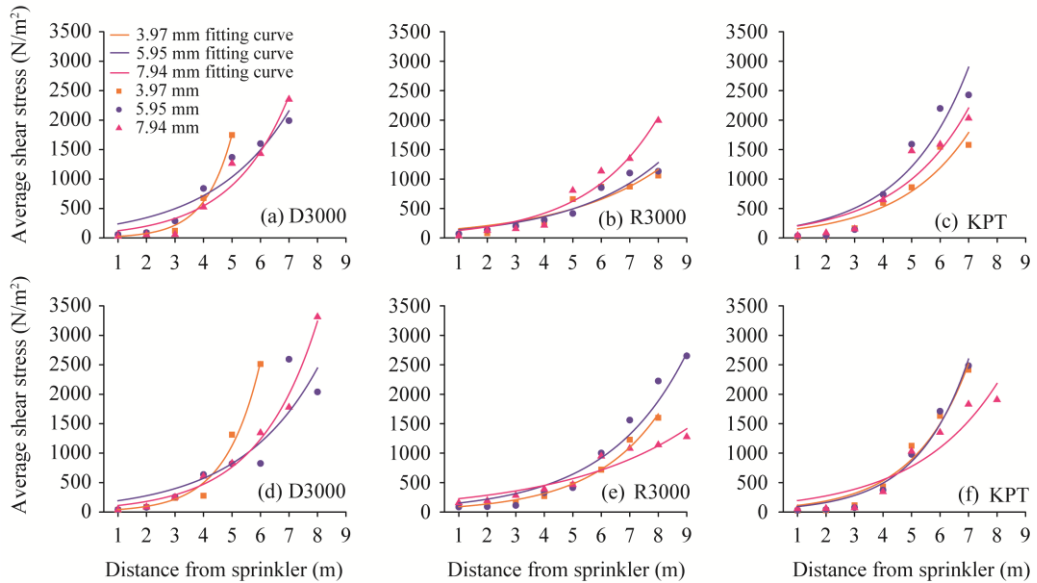 Average shear stress (N/m²)
3500
3000
2500
2000
1500
1000
500
0
3.97 mm fitting curve
5.95 mm fitting curve
7.94 mm fitting curve
3.97 mm
5.95 mm
7.94 mm
(a) D3000
1 2 3 4 5 6 7 8 9
3500
3000
2500
2000
1500
1000
500
0
(b) R3000
1 2 3 4 5 6 7 8 9
3500
3000
2500
2000
1500
1000
500
0
(c) KPT
1 2 3 4 5 6 7 8 9
Average shear stress (N/m²)
3500
3000
2500
2000
1500
1000
500
0
(d) D3000
1 2 3 4 5 6 7 8 9
Distance from sprinkler (m)
3500
3000
2500
2000
1500
1000
500
0
(e) R3000
1 2 3 4 5 6 7 8 9
Distance from sprinkler (m)
3500
3000
2500
2000
1500
1000
500
0
(f) KPT
1 2 3 4 5 6 7 8 9
Distance from sprinkler (m)